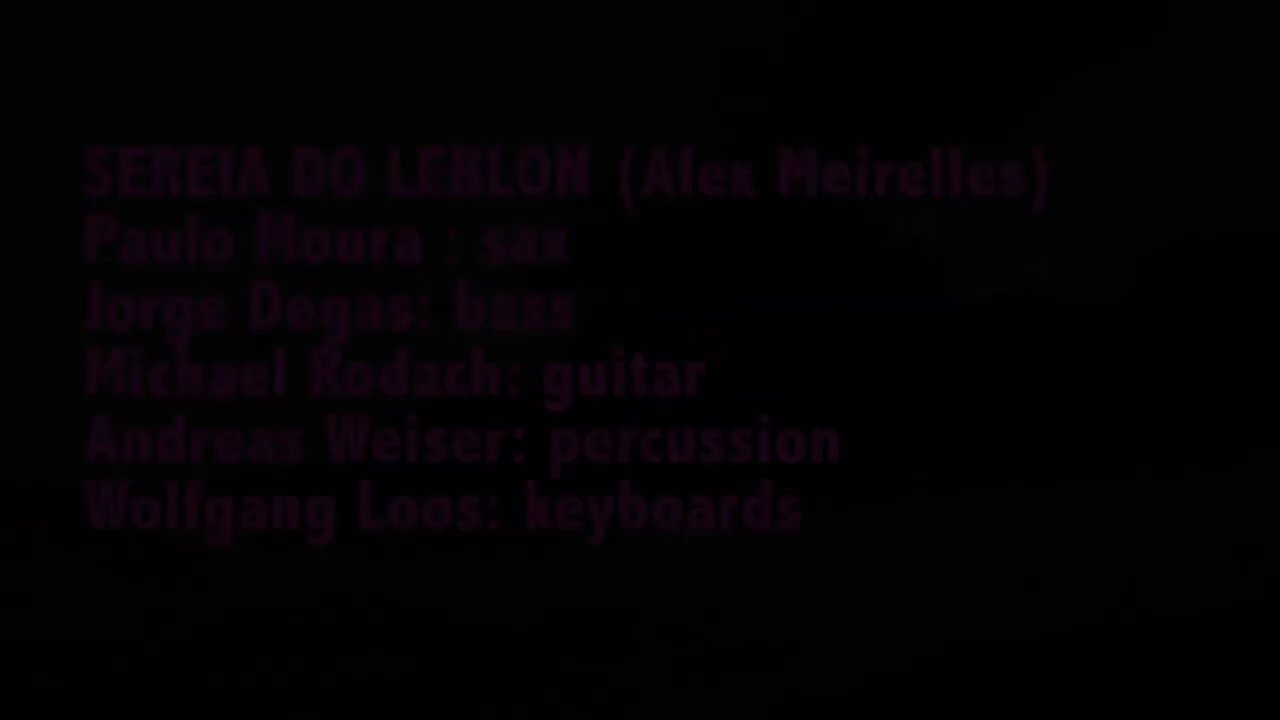 SEREIA DO LEBLON (Alex Meirelles)
Paulo Moura : sax
Jorge Degas: bass
Michael Rodach: guitar
Andreas Weiser: percussion
Wolfgang Loos: keyboards